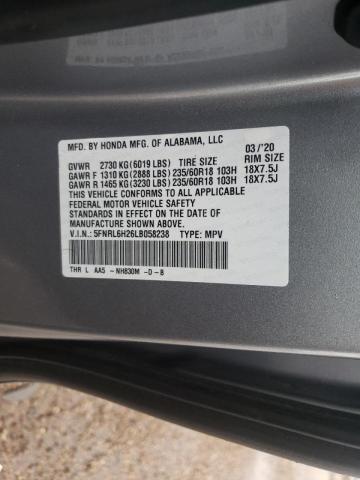 MFD. BY HONDA MFG. OF ALABAMA, LLC 03/'20
GVWR 2730 KG (6019 LBS) TIRE SIZE RIM SIZE
GAWR F 1310 KG (2888 LBS) 235/60R18 103H 18X7.5J
GAWR R 1465 KG (3230 LBS) 235/60R18 103H 18X7.5J
THIS VEHICLE CONFORMS TO ALL APPLICABLE
FEDERAL MOTOR VEHICLE SAFETY
STANDARDS IN EFFECT ON THE DATE OF
MANUFACTURE SHOWN ABOVE.
V.I.N.: 5FNRL6H26LB058238 TYPE: MPV
THR L AA5 -NH830M -D-B